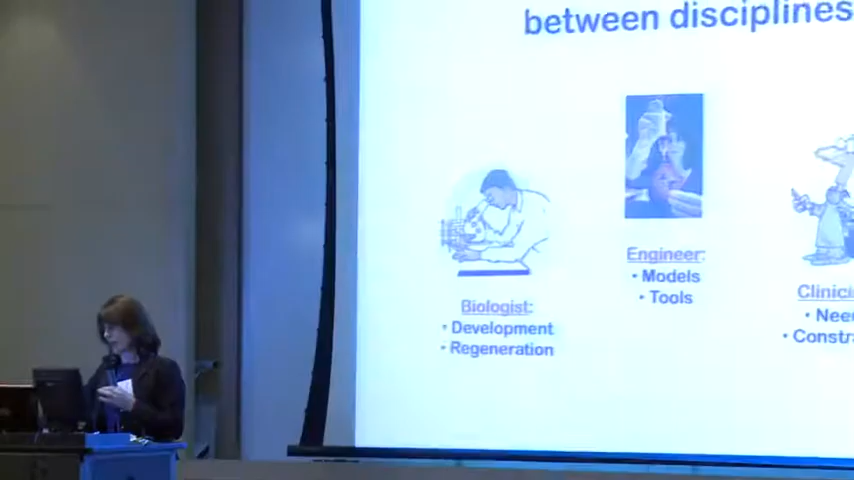 between disciplines
Engineer:
• Models
• Tools
Biologist:
• Development
• Regeneration